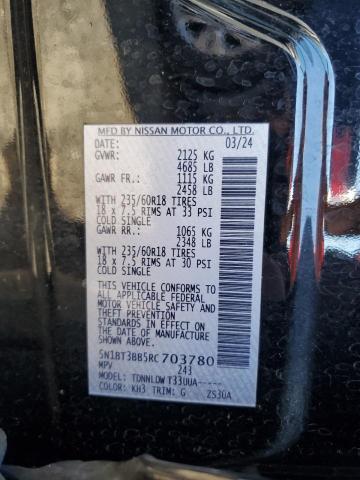 MFD BY NISSAN MOTOR CO., LTD.
DATE: 03/24
GVWR: 2125 KG
4685 LB
GAWR FR.: 1115 KG
2458 LB
WITH 235/60R18 TIRES
18 x 7.5 RIMS AT 33 PSI
COLD SINGLE
GAWR RR.: 1065 KG
2348 LB
WITH 235/60R18 TIRES
18 x 7.5 RIMS AT 30 PSI
COLD SINGLE
THIS VEHICLE CONFORMS TO
ALL APPLICABLE FEDERAL
MOTOR VEHICLE SAFETY
AND THEFT PREVENTION
STANDARDS IN EFFECT ON
THE DATE OF MANUFACTURE
SHOWN ABOVE.
5N1BT3BB5RC703780
MPV 243
MODEL: TDNNLDW T33UUA-----
COLOR: KH3 TRIM: G ZS30A